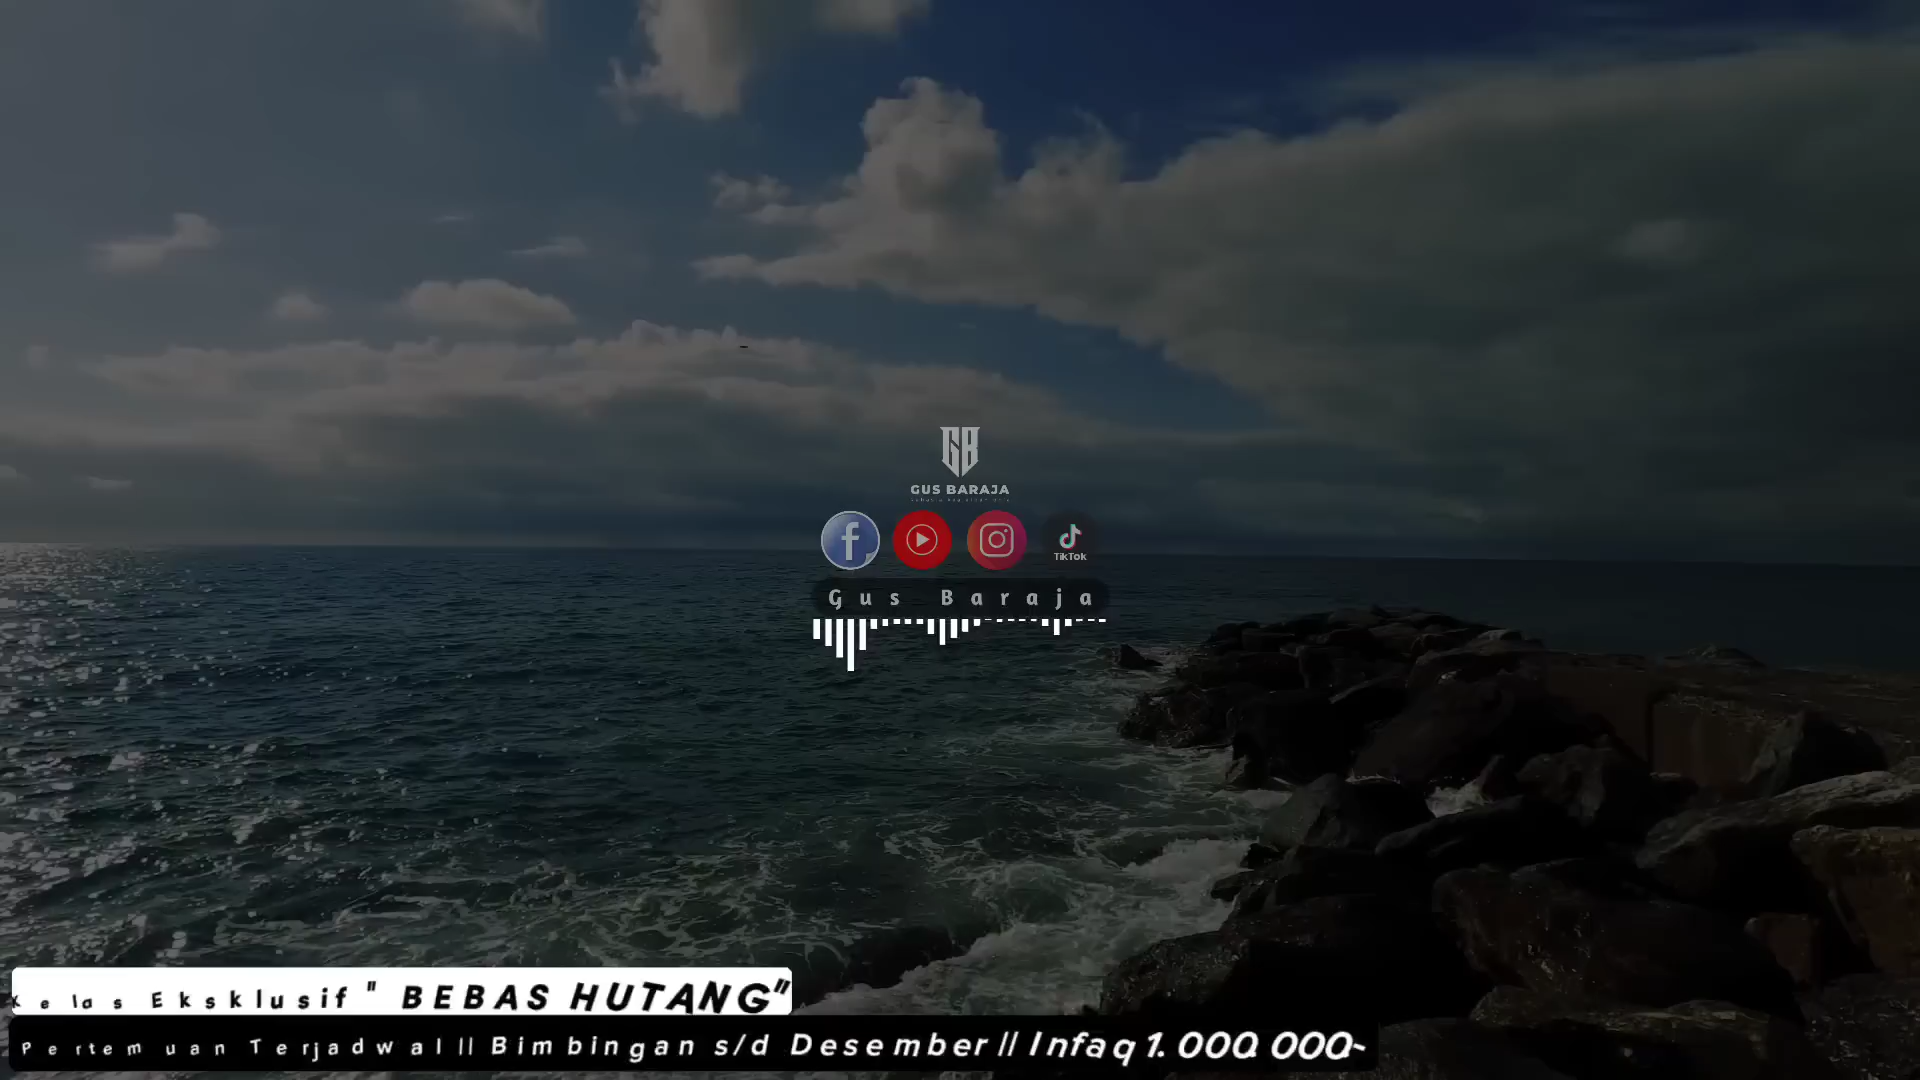 GUS BARAJA
TikTok
Gus Baraja
Kelas Eksklusif " BEBAS HUTANG"
Pertemuan Terjadwal || Bimbingan s/d Desember || Infaq 1.000.000-